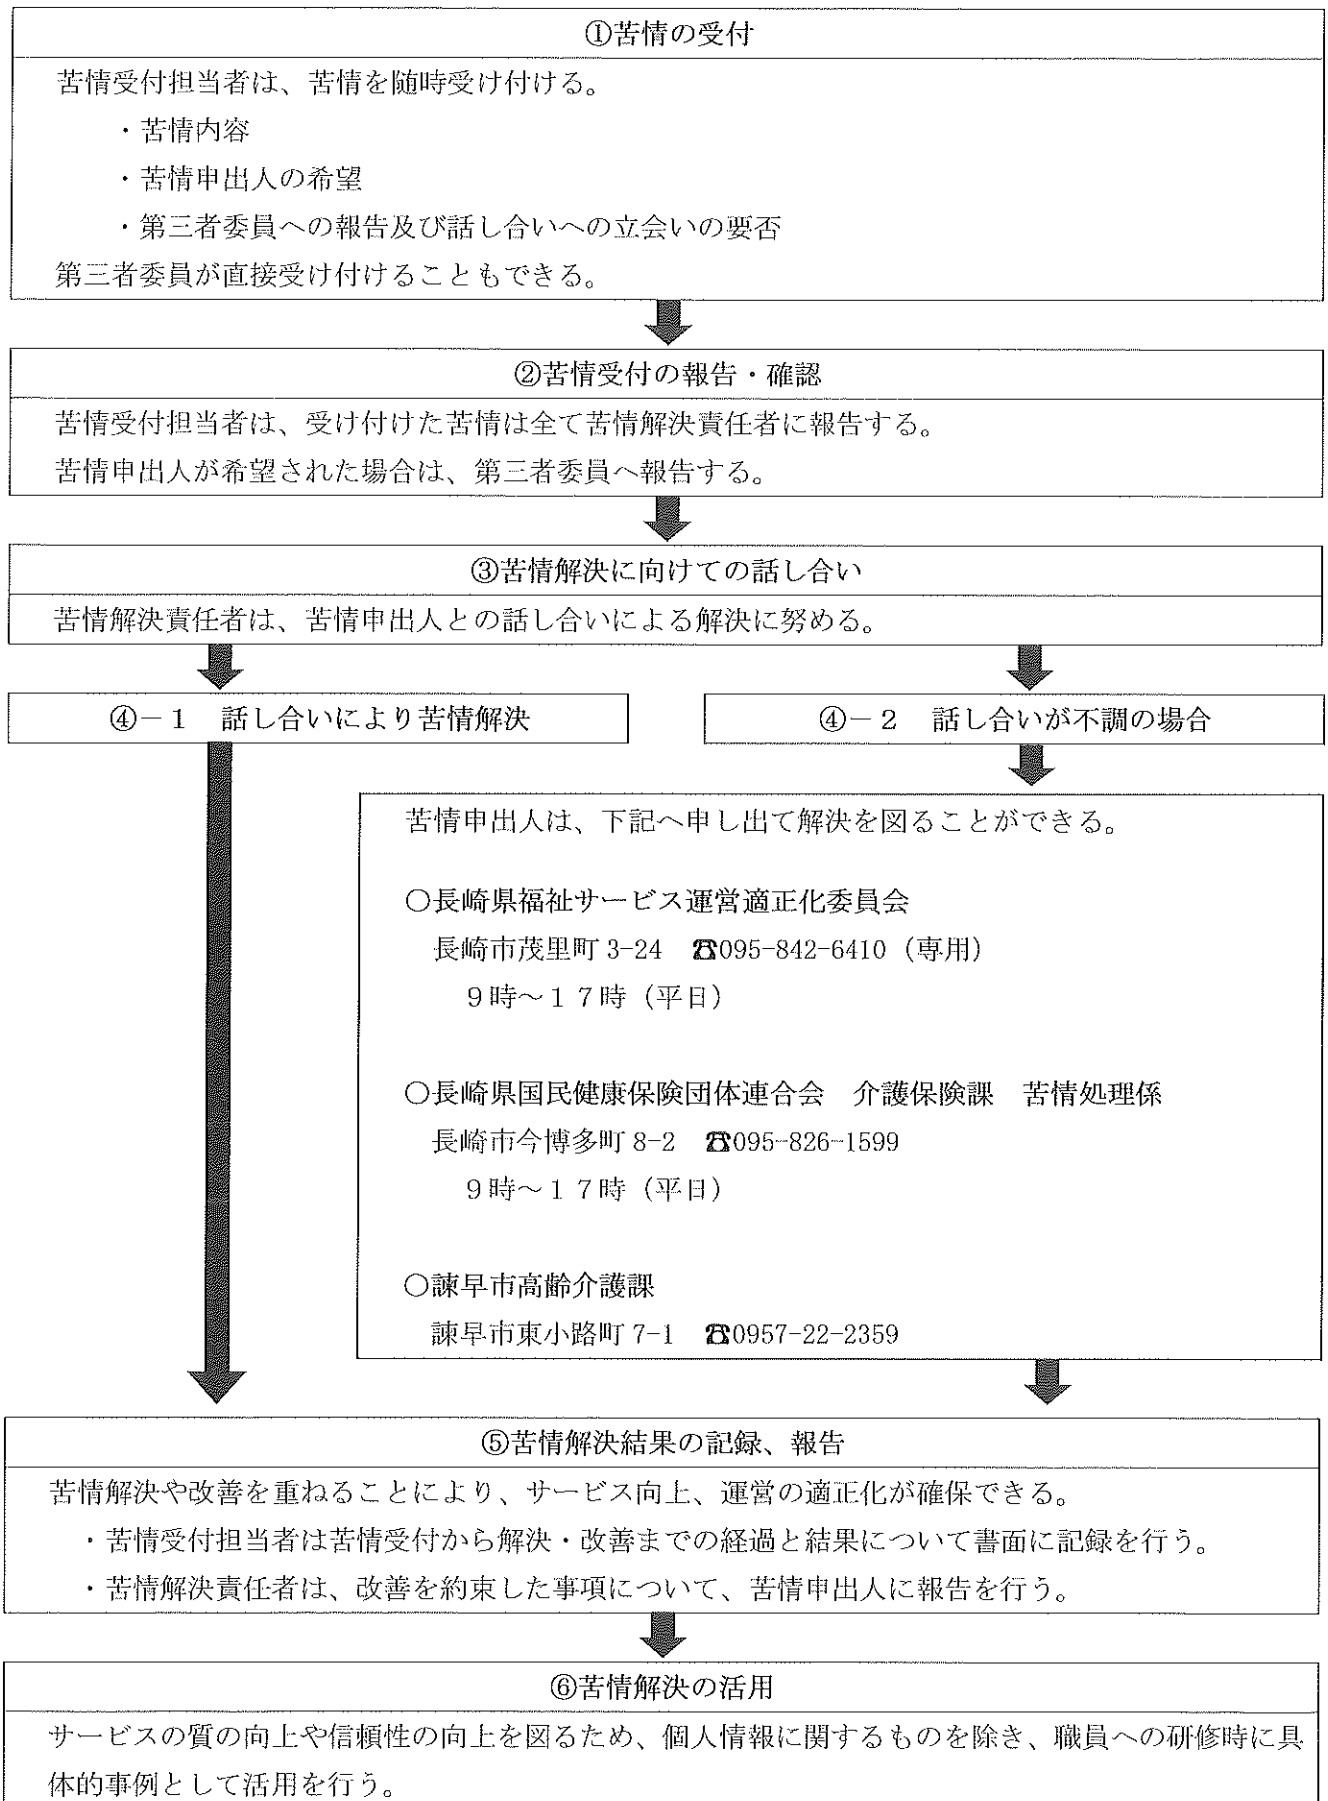 ①苦情の受付
苦情受付担当者は、苦情を随時受け付ける。
・苦情内容
・苦情申出人の希望
・第三者委員への報告及び話し合いへの立会いの要否
第三者委員が直接受け付けることもできる。
②苦情受付の報告・確認
苦情受付担当者は、受け付けた苦情は全て苦情解決責任者に報告する。
苦情申出人が希望された場合は、第三者委員へ報告する。
③苦情解決に向けての話し合い
苦情解決責任者は、苦情申出人との話し合いによる解決に努める。
④－１　話し合いにより苦情解決
④－２　話し合いが不調の場合
苦情申出人は、下記へ申し出て解決を図ることができる。
○長崎県福祉サービス運営適正化委員会
長崎市茂里町 3-24　☎095-842-6410（専用）
９時～１７時（平日）
○長崎県国民健康保険団体連合会　介護保険課　苦情処理係
長崎市今博多町 8-2　☎095-826-1599
９時～１７時（平日）
○諫早市高齢介護課
諫早市東小路町 7-1　☎0957-22-2359
⑤苦情解決結果の記録、報告
苦情解決や改善を重ねることにより、サービス向上、運営の適正化が確保できる。
・苦情受付担当者は苦情受付から解決・改善までの経過と結果について書面に記録を行う。
・苦情解決責任者は、改善を約束した事項について、苦情申出人に報告を行う。
⑥苦情解決の活用
サービスの質の向上や信頼性の向上を図るため、個人情報に関するものを除き、職員への研修時に具
体的事例として活用を行う。